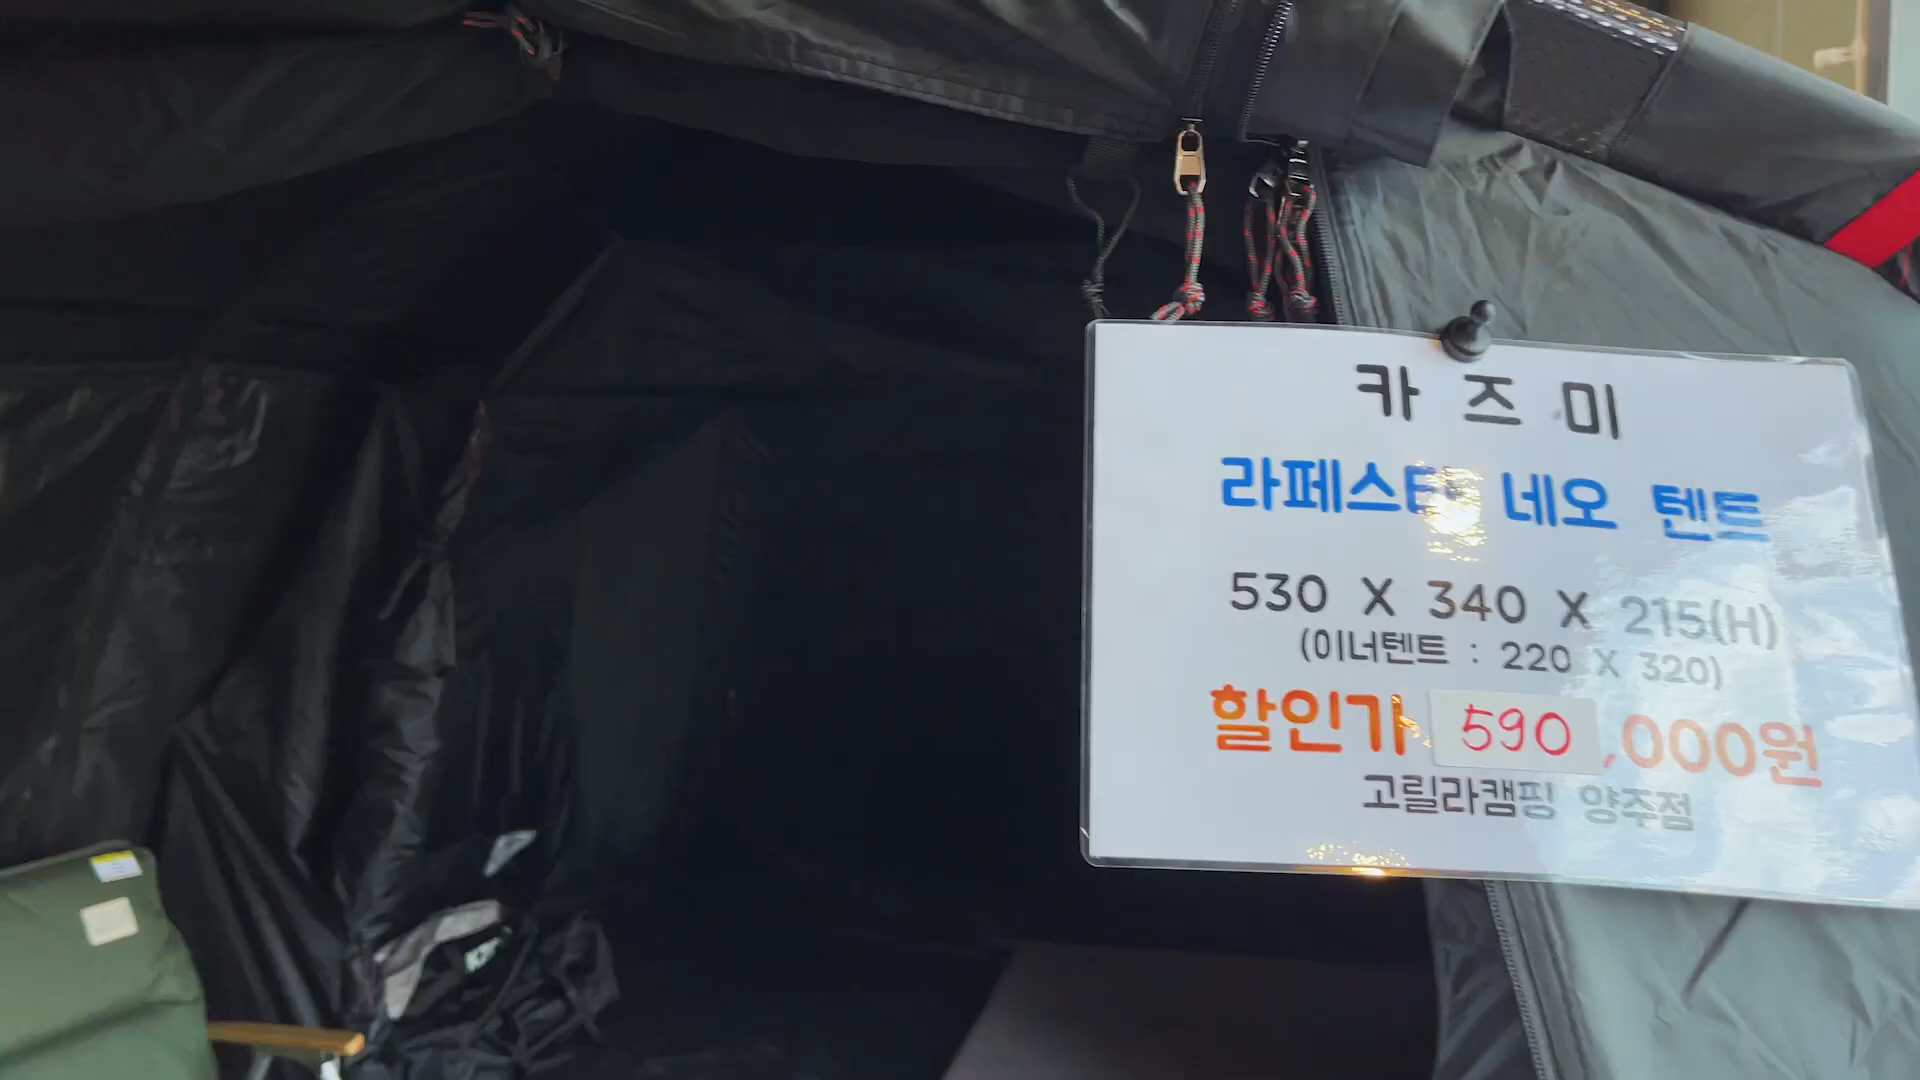 카즈미
라페스타 네오 텐트
530 X 340 X 215(H)
(이너텐트 : 220 X 320)
할인가 590,000원
고릴라캠핑 양주점